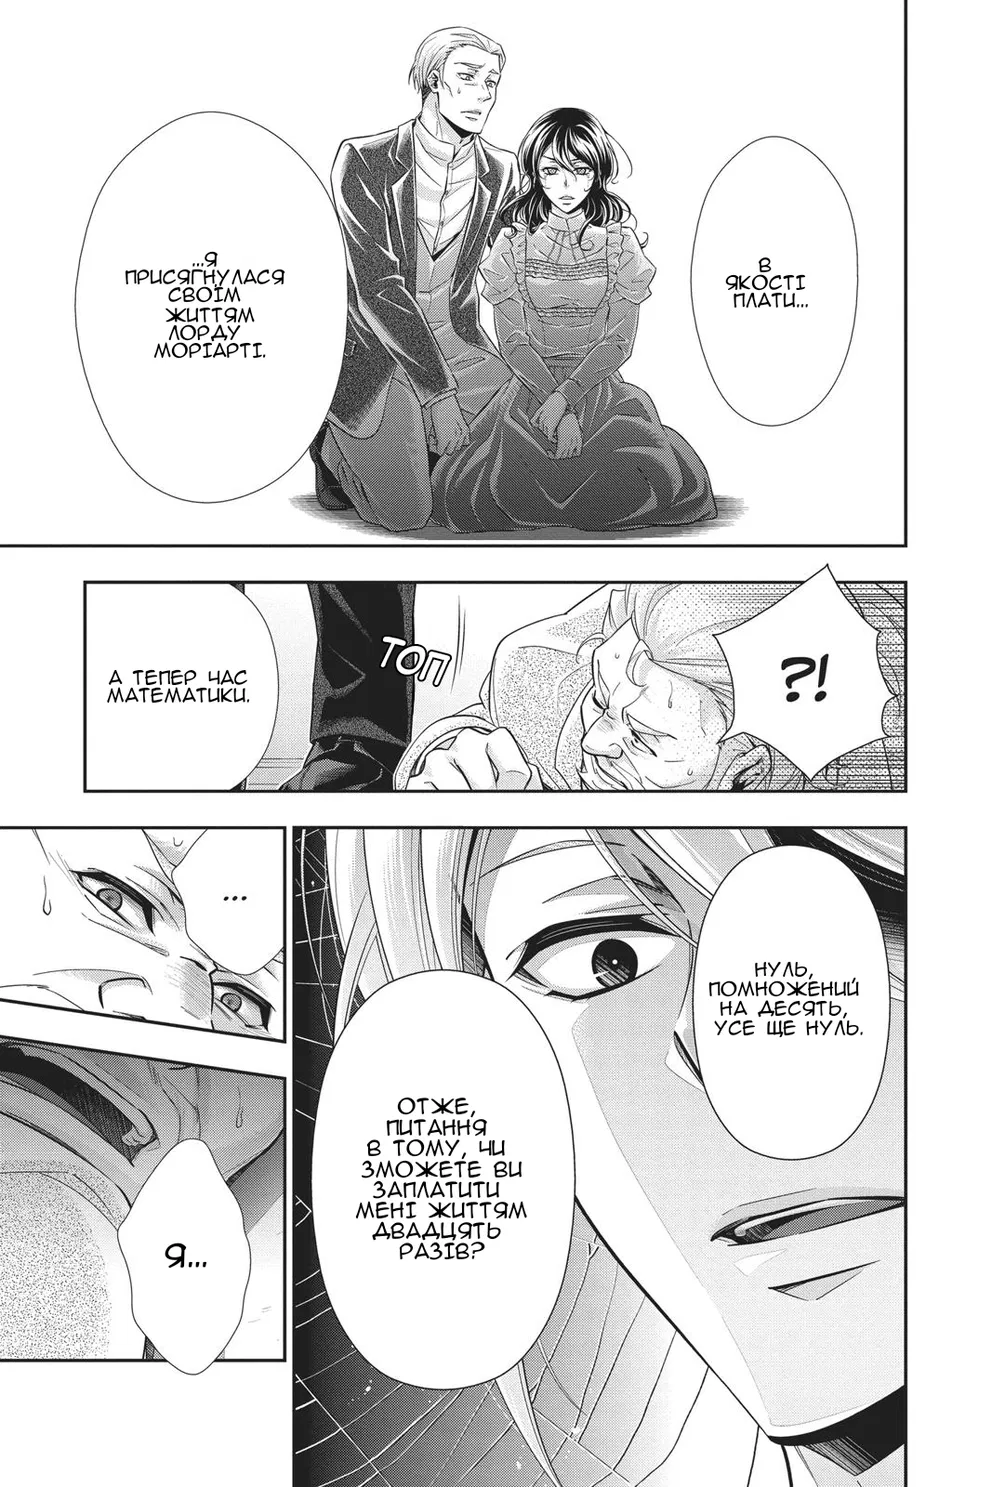 В
ЯКОСТІ
ПЛАТИ...
...Я
ПРИСЯГНУЛАСЯ
СВОЇМ
ЖИТТЯМ
ЛОРДУ
МОРІАРТІ.
?!
ТОП
А ТЕПЕР ЧАС
МАТЕМАТИКИ.
НУЛЬ,
ПОМНОЖЕНИЙ
НА ДЕСЯТЬ,
УСЕ ЩЕ НУЛЬ.
ОТЖЕ,
ПИТАННЯ
В ТОМУ, ЧИ
ЗМОЖЕТЕ ВИ
ЗАПЛАТИТИ
МЕНІ ЖИТТЯМ
ДВАДЦЯТЬ
РАЗІВ?
...
Я...